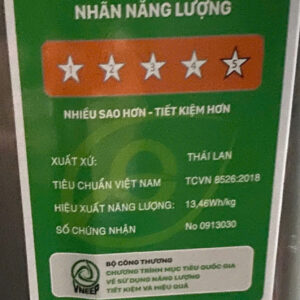 NHÃN NĂNG LƯỢNG
1 2 3 4 5
NHIỀU SAO HƠN - TIẾT KIỆM HƠN
XUẤT XỨ: THÁI LAN
TIÊU CHUẨN VIỆT NAM TCVN 8526:2018
HIỆU XUẤT NĂNG LƯỢNG: 13,46Wh/kg
SỐ CHỨNG NHẬN No 0913030
BỘ CÔNG THƯƠNG
CHƯƠNG TRÌNH MỤC TIÊU QUỐC GIA
VỀ SỬ DỤNG NĂNG LƯỢNG
TIẾT KIỆM VÀ HIỆU QUẢ
VNEEP